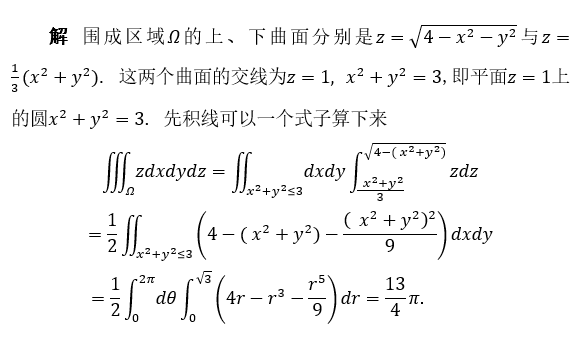 解 围成区域Ω的上、下曲面分别是z = √(4 − x² − y²) 与z =
1/3 (x² + y²). 这两个曲面的交线为z = 1, x² + y² = 3, 即平面z = 1上
的圆x² + y² = 3. 先积线可以一个式子算下来
∭_Ω zdxdydz = ∬_{x²+y²≤3} dxdy ∫_{(x²+y²)/3}^{√(4−(x²+y²))} zdz
= 1/2 ∬_{x²+y²≤3} (4 − (x² + y²) − (x² + y²)²/9) dxdy
= 1/2 ∫_0^{2π} dθ ∫_0^{√3} (4r − r³ − r⁵/9) dr = 13/4 π.